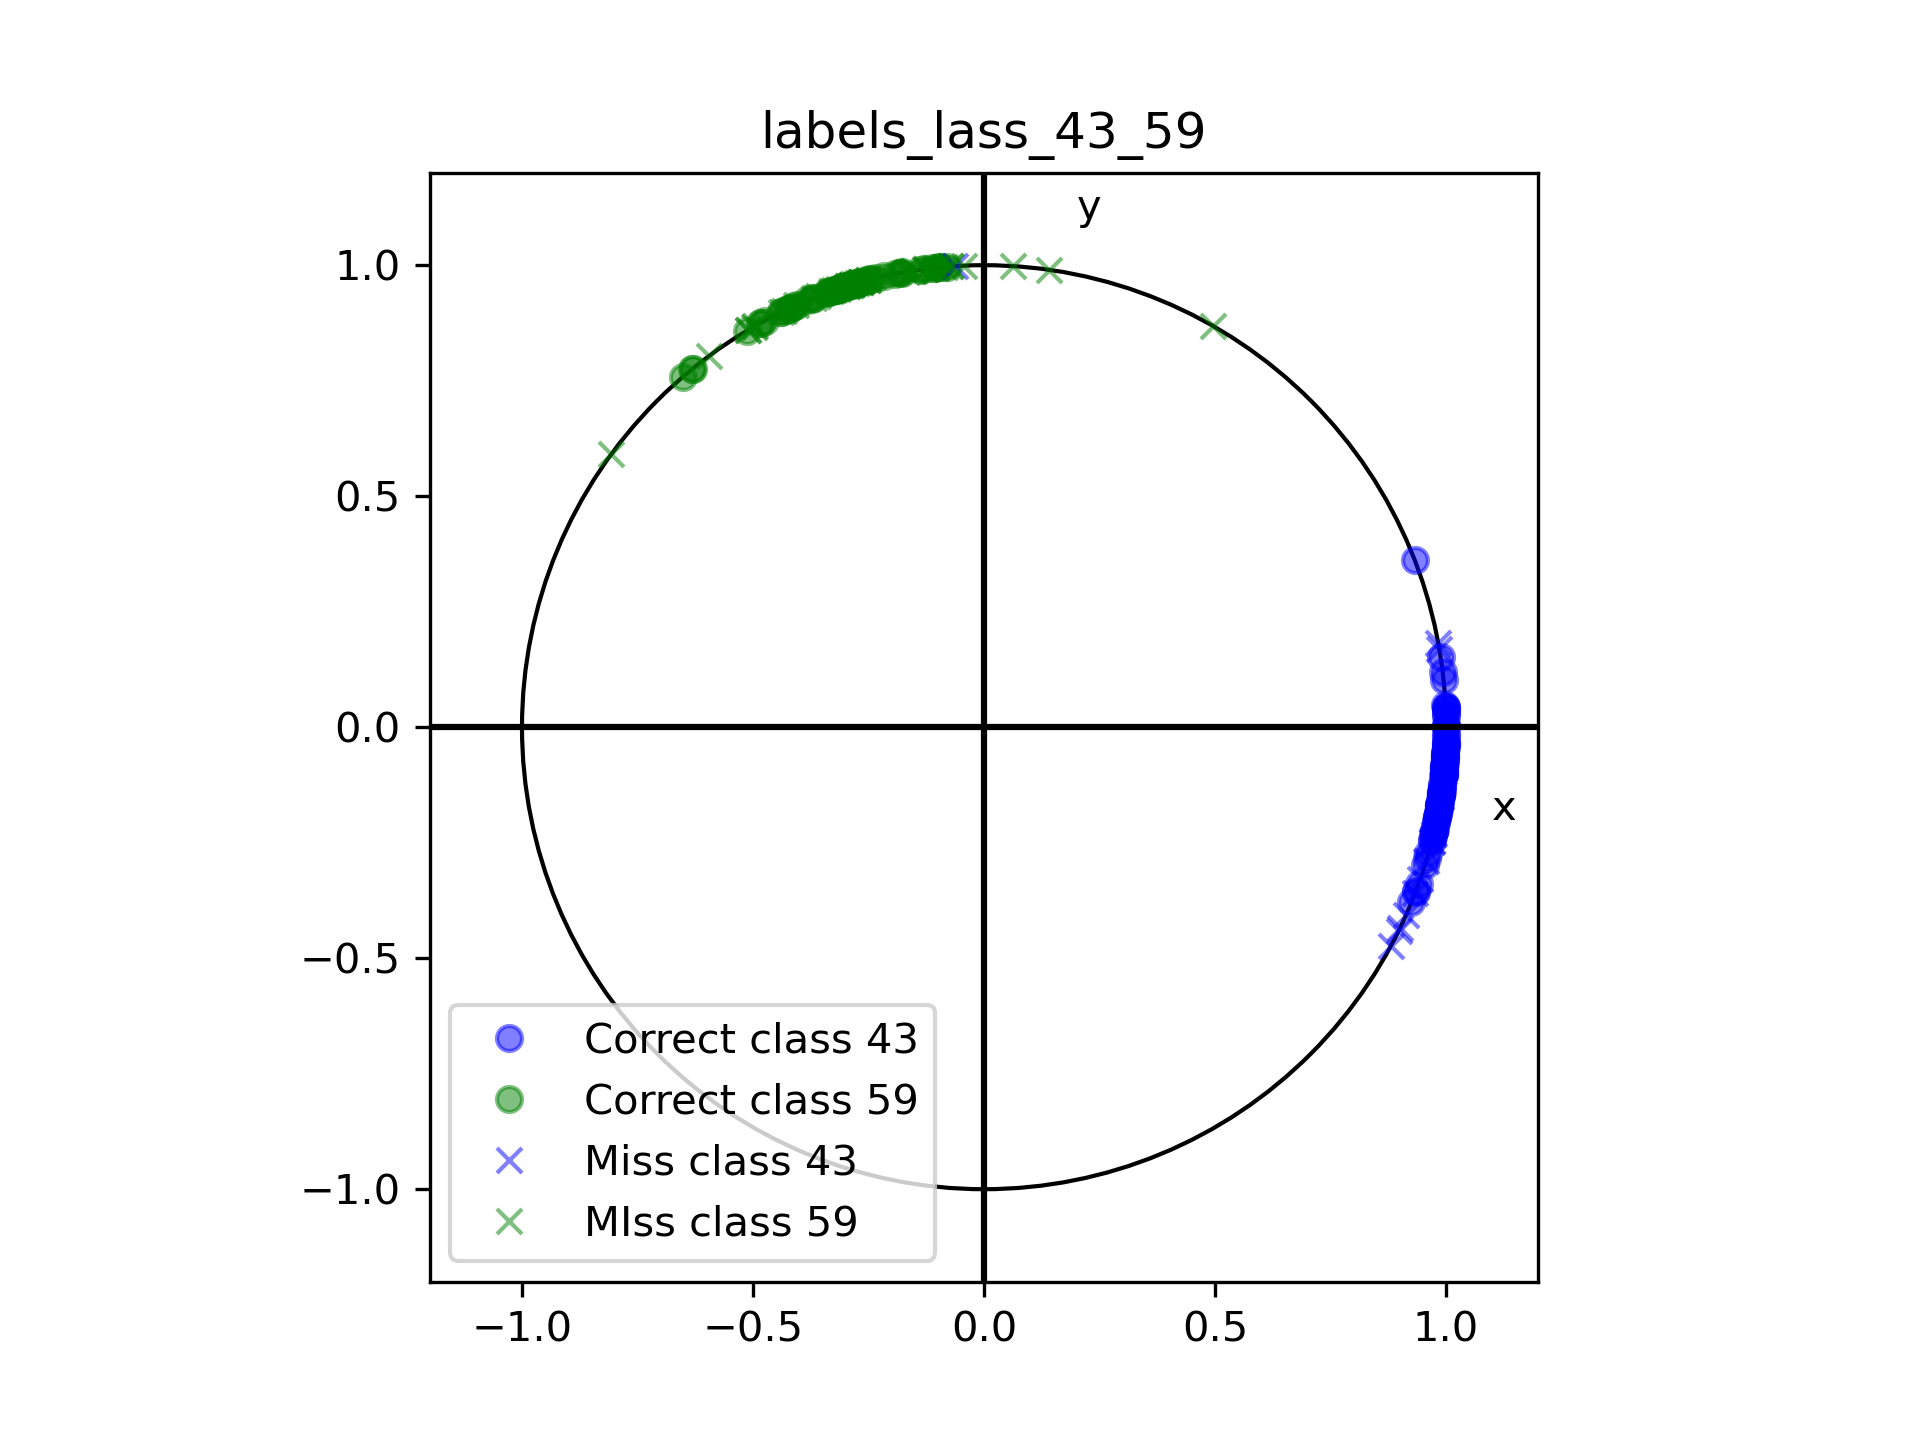 labels_lass_43_59
y
1.0
0.5
0.0
−0.5
−1.0
x
Correct class 43
Correct class 59
Miss class 43
MIss class 59
−1.0 −0.5 0.0 0.5 1.0